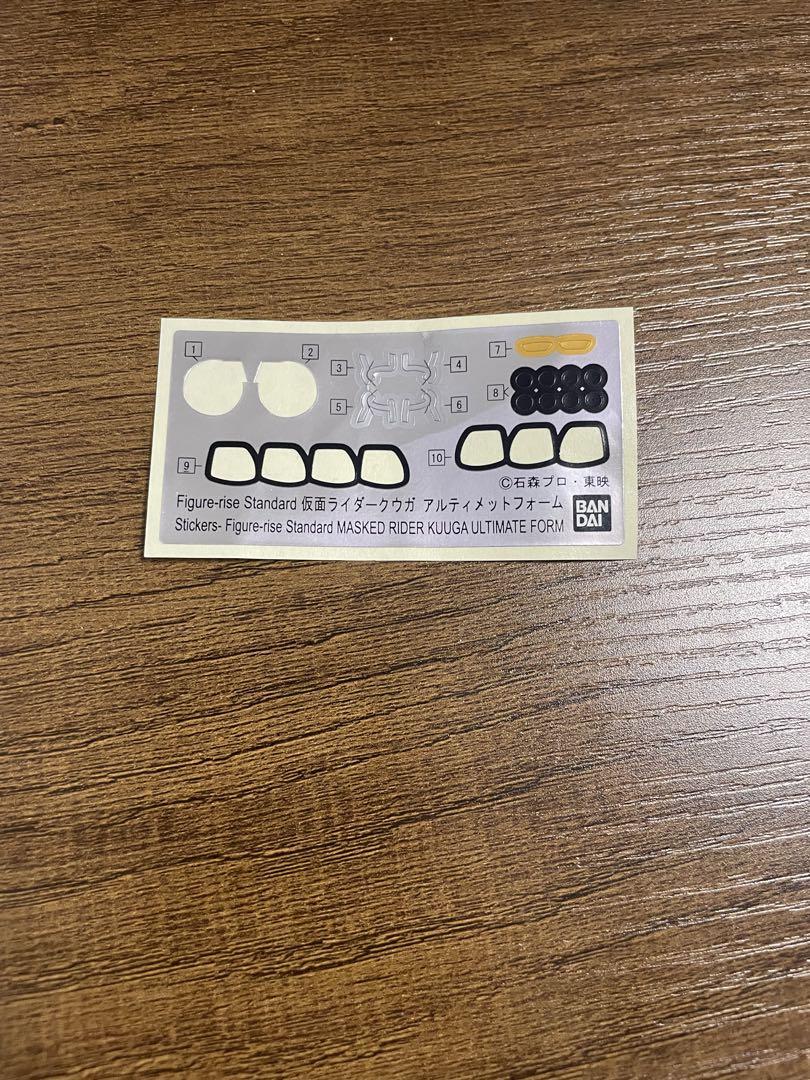 1
2
3
4
5
6
7
8
9
10
©石森プロ・東映
Figure-rise Standard 仮面ライダークウガ アルティメットフォーム
Stickers- Figure-rise Standard MASKED RIDER KUUGA ULTIMATE FORM
BAN
DAI